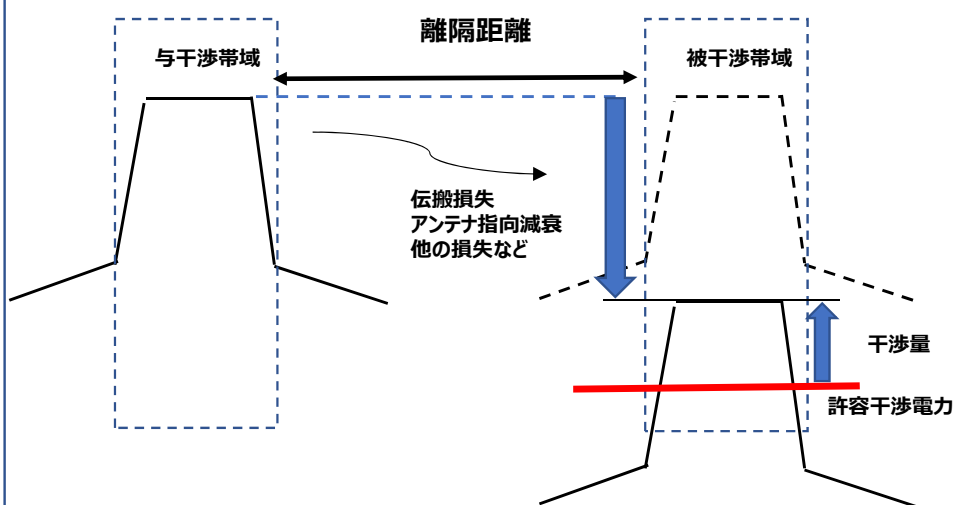 離隔距離
与干渉帯域
被干渉帯域
伝搬損失
アンテナ指向減衰
他の損失など
干渉量
許容干渉電力